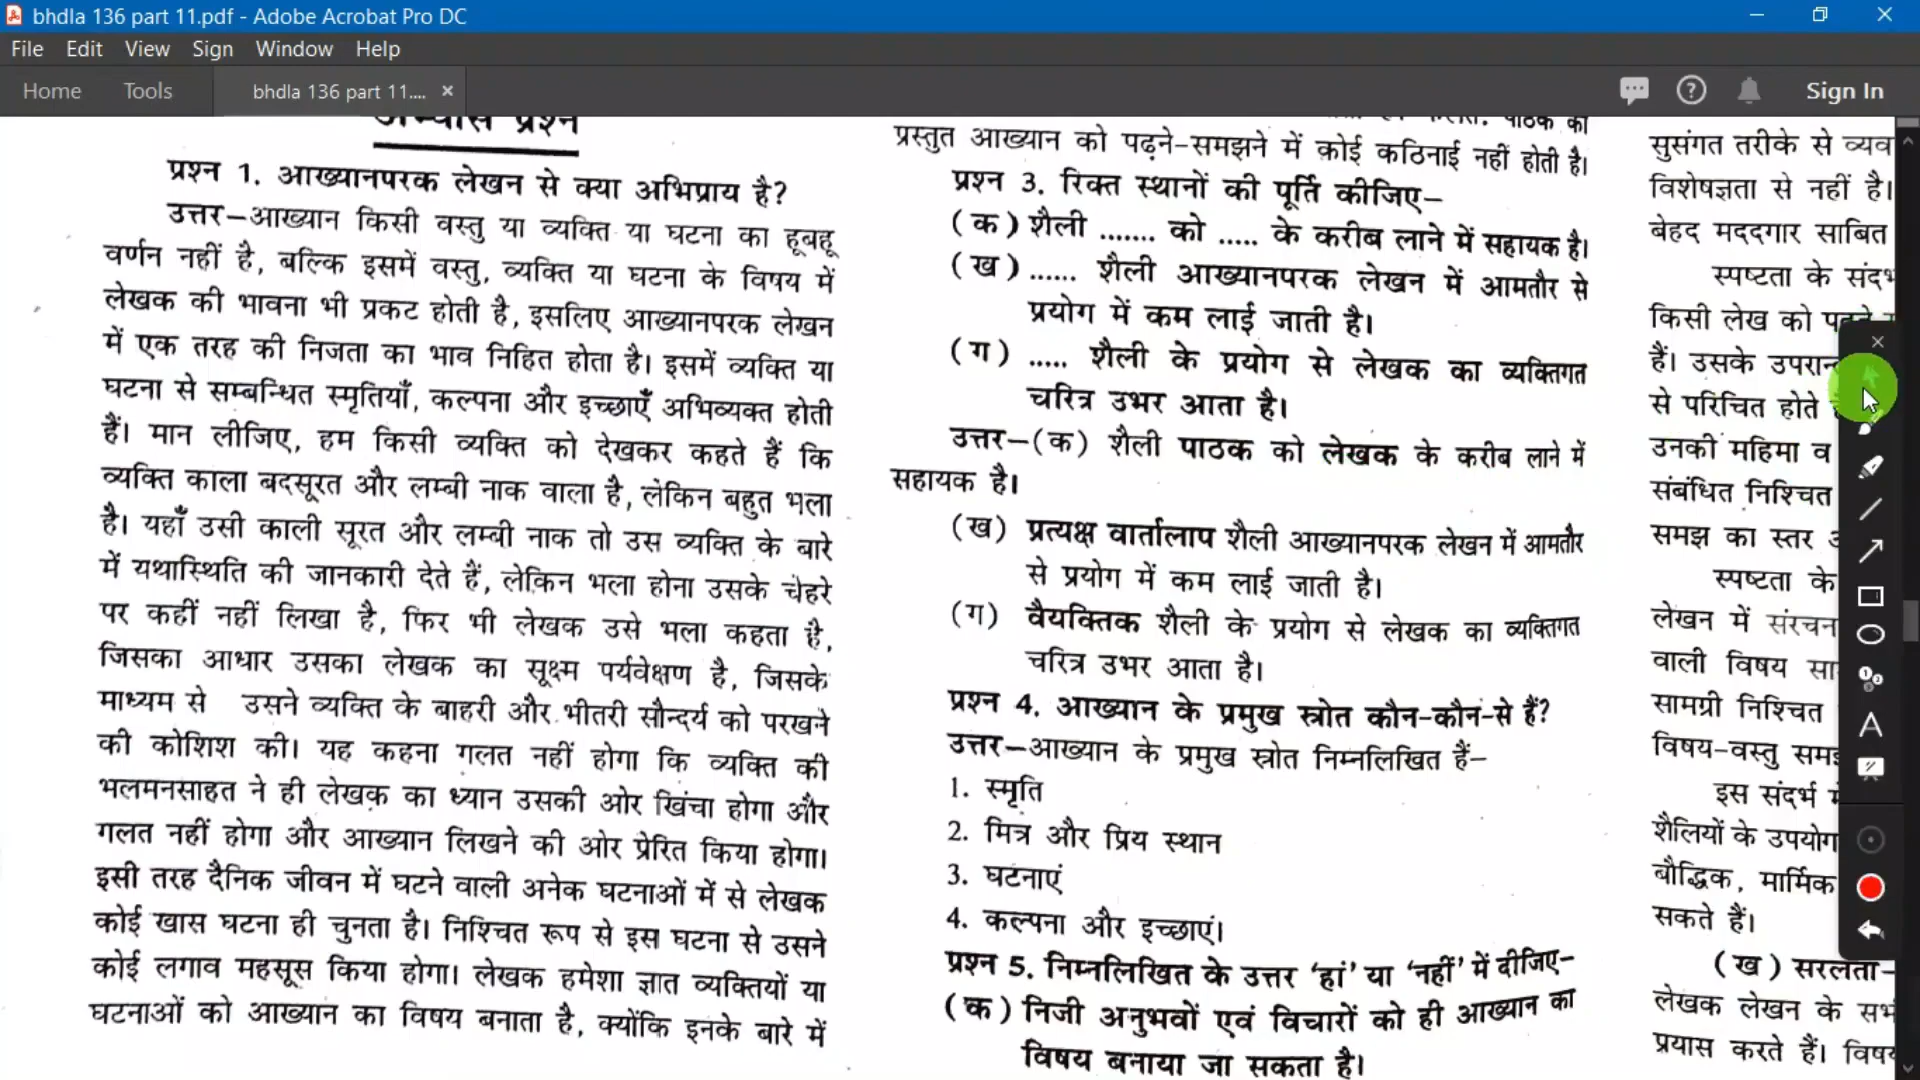 bhdla 136 part 11.pdf - Adobe Acrobat Pro DC
File Edit View Sign Window Help
Home Tools bhdla 136 part 11.... × Sign In
अभ्यास प्रश्न
प्रश्न 1. आख्यानपरक लेखन से क्या अभिप्राय है?
उत्तर–आख्यान किसी वस्तु या व्यक्ति या घटना का हूबहू
वर्णन नहीं है, बल्कि इसमें वस्तु, व्यक्ति या घटना के विषय में
लेखक की भावना भी प्रकट होती है, इसलिए आख्यानपरक लेखन
में एक तरह की निजता का भाव निहित होता है। इसमें व्यक्ति या
घटना से सम्बन्धित स्मृतियाँ, कल्पना और इच्छाएँ अभिव्यक्त होती
हैं। मान लीजिए, हम किसी व्यक्ति को देखकर कहते हैं कि
व्यक्ति काला बदसूरत और लम्बी नाक वाला है, लेकिन बहुत भला
है। यहाँ उसी काली सूरत और लम्बी नाक तो उस व्यक्ति के बारे
में यथास्थिति की जानकारी देते हैं, लेकिन भला होना उसके चेहरे
पर कहीं नहीं लिखा है, फिर भी लेखक उसे भला कहता है,
जिसका आधार उसका लेखक का सूक्ष्म पर्यवेक्षण है, जिसके
माध्यम से उसने व्यक्ति के बाहरी और भीतरी सौन्दर्य को परखने
की कोशिश की। यह कहना गलत नहीं होगा कि व्यक्ति की
भलमनसाहत ने ही लेखक का ध्यान उसकी ओर खिंचा होगा और
गलत नहीं होगा और आख्यान लिखने की ओर प्रेरित किया होगा।
इसी तरह दैनिक जीवन में घटने वाली अनेक घटनाओं में से लेखक
कोई खास घटना ही चुनता है। निश्चित रूप से इस घटना से उसने
कोई लगाव महसूस किया होगा। लेखक हमेशा ज्ञात व्यक्तियों या
घटनाओं को आख्यान का विषय बनाता है, क्योंकि इनके बारे में
पाठक को
प्रस्तुत आख्यान को पढ़ने-समझने में कोई कठिनाई नहीं होती है।
प्रश्न 3. रिक्त स्थानों की पूर्ति कीजिए–
(क) शैली ....... को ..... के करीब लाने में सहायक है।
(ख) ...... शैली आख्यानपरक लेखन में आमतौर से
प्रयोग में कम लाई जाती है।
(ग) ..... शैली के प्रयोग से लेखक का व्यक्तिगत
चरित्र उभर आता है।
उत्तर–(क) शैली पाठक को लेखक के करीब लाने में
सहायक है।
(ख) प्रत्यक्ष वार्तालाप शैली आख्यानपरक लेखन में आमतौर
से प्रयोग में कम लाई जाती है।
(ग) वैयक्तिक शैली के प्रयोग से लेखक का व्यक्तिगत
चरित्र उभर आता है।
प्रश्न 4. आख्यान के प्रमुख स्त्रोत कौन-कौन-से हैं?
उत्तर–आख्यान के प्रमुख स्त्रोत निम्नलिखित हैं–
1. स्मृति
2. मित्र और प्रिय स्थान
3. घटनाएं
4. कल्पना और इच्छाएं।
प्रश्न 5. निम्नलिखित के उत्तर ‘हां’ या ‘नहीं’ में दीजिए–
(क) निजी अनुभवों एवं विचारों को ही आख्यान का
विषय बनाया जा सकता है।
सुसंगत तरीके से
विशेषज्ञता से नहीं है।
बेहद मददगार साबित
स्पष्टता के
किसी लेख को
हैं। उसके
से परिचित होते
उनकी महिमा व
संबंधित निश्चित
समझ का स्तर
स्पष्टता के
लेखन में
वाली विषय
सामग्री निश्चित
विषय-वस्तु
इस संदर्भ
शैलियों के उपयोग
बौद्धिक, मार्मिक
सकते हैं।
(ख) सरलता–
लेखक लेखन के
प्रयास करते हैं।